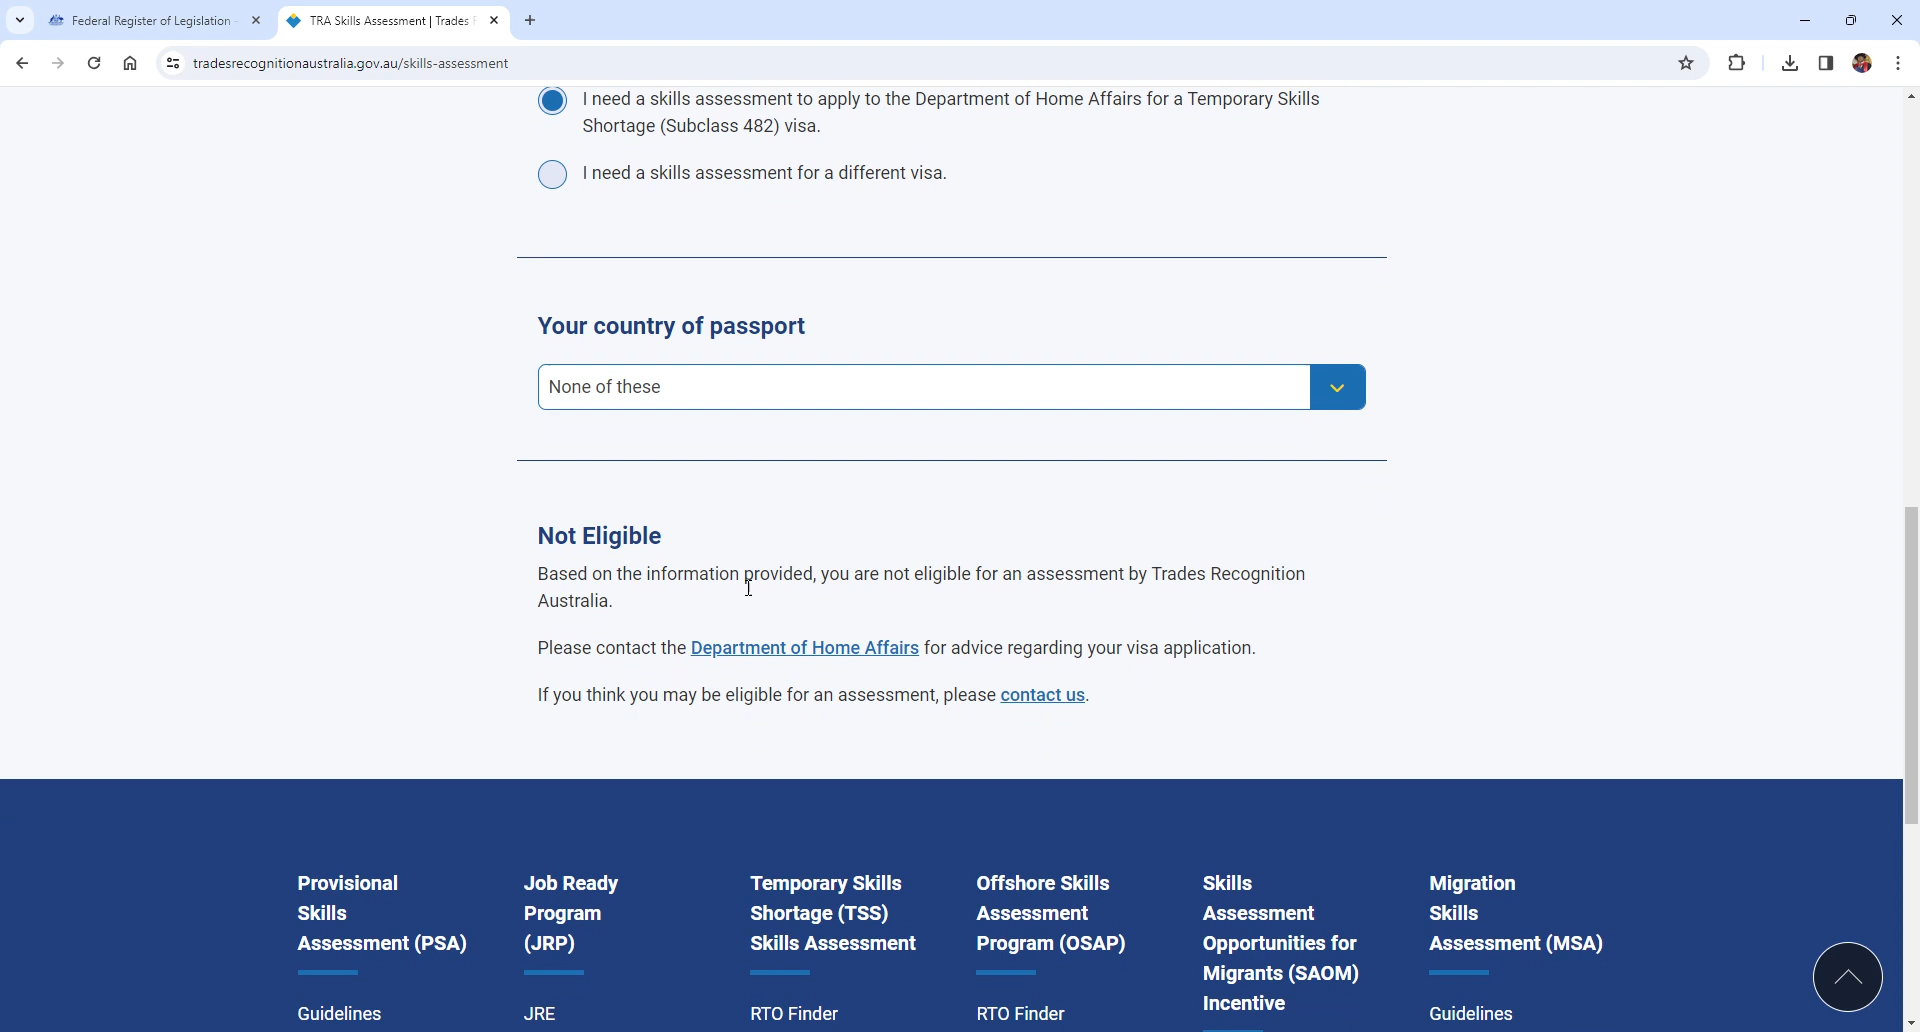 Federal Register of Legislation -
TRA Skills Assessment | Trades R
tradesrecognitionaustralia.gov.au/skills-assessment
I need a skills assessment to apply to the Department of Home Affairs for a Temporary Skills
Shortage (Subclass 482) visa.
I need a skills assessment for a different visa.
Your country of passport
None of these
Not Eligible
Based on the information provided, you are not eligible for an assessment by Trades Recognition
Australia.
Please contact the Department of Home Affairs for advice regarding your visa application.
If you think you may be eligible for an assessment, please contact us.
Provisional
Skills
Assessment (PSA)
Guidelines
Job Ready
Program
(JRP)
JRE
Temporary Skills
Shortage (TSS)
Skills Assessment
RTO Finder
Offshore Skills
Assessment
Program (OSAP)
RTO Finder
Skills
Assessment
Opportunities for
Migrants (SAOM)
Incentive
Migration
Skills
Assessment (MSA)
Guidelines